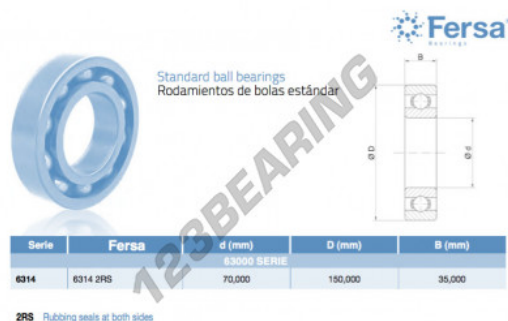 Fersa
Bearings
Standard ball bearings
Rodamientos de bolas estándar
B
Ø D
Ø d
123BEARING
Serie Fersa d (mm) D (mm) B (mm)
63000 SERIE
6314 6314 2RS 70,000 150,000 35,000
2RS Rubbing seals at both sides